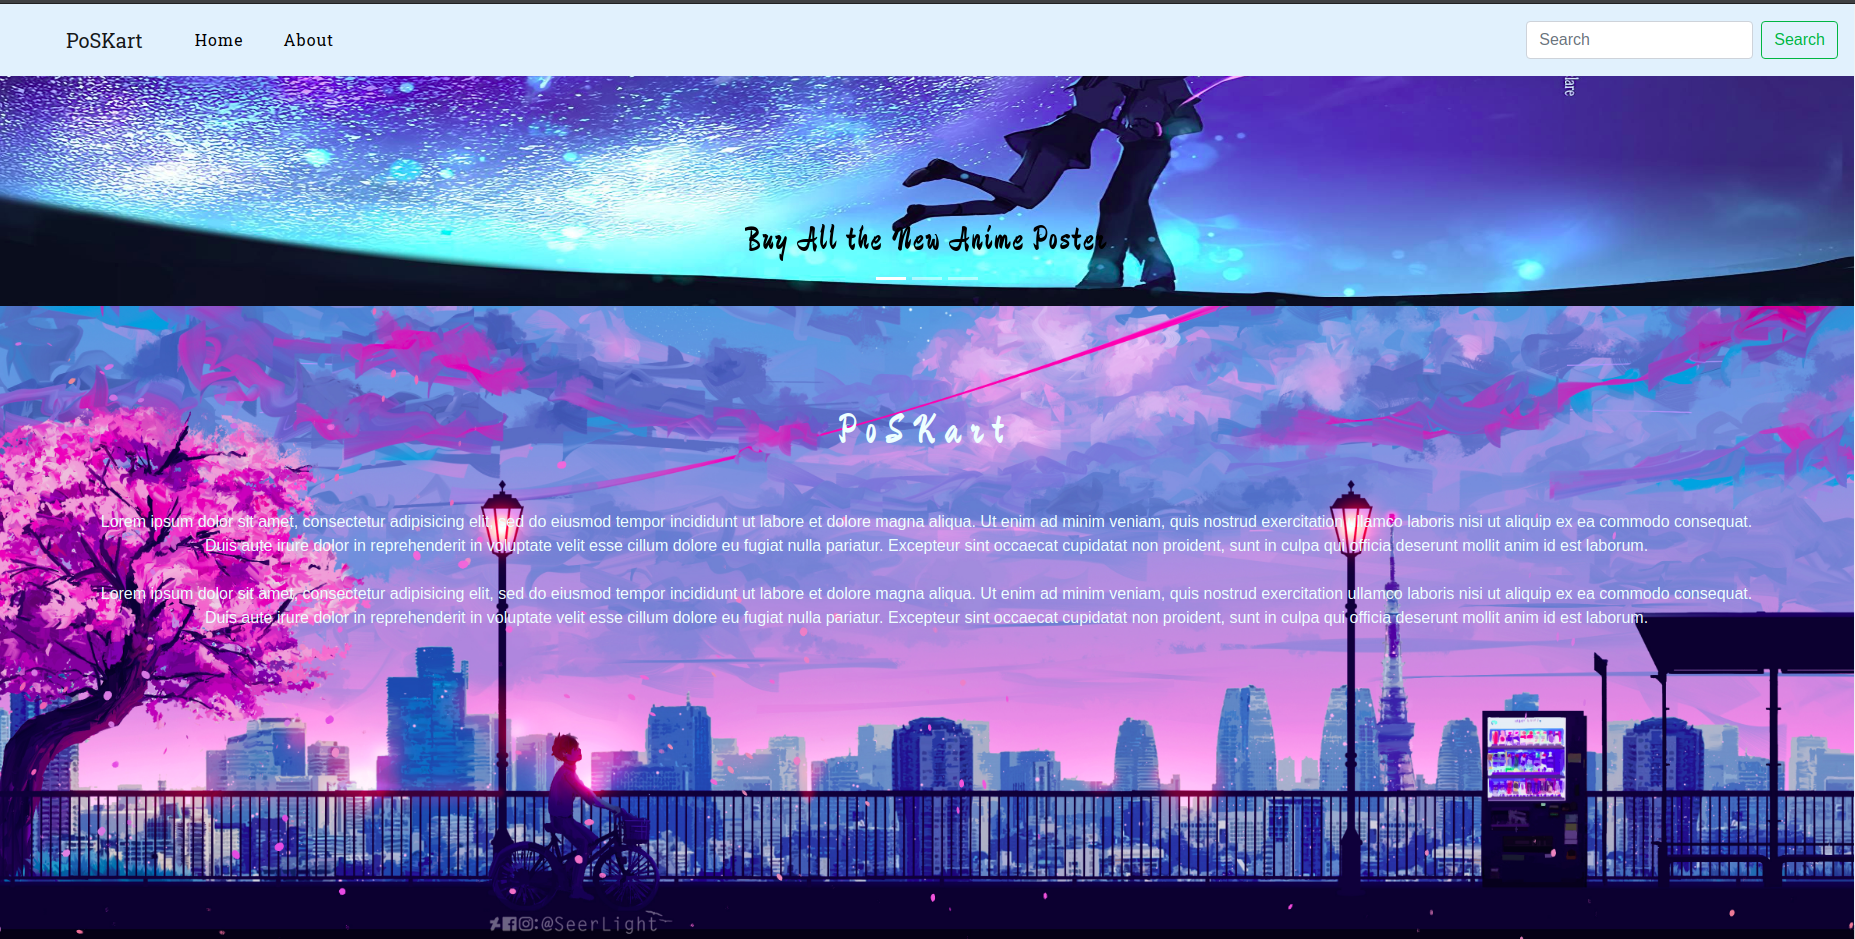 PoSKart Home About Search Search
lare
Buy All the New Anime Poster
PoSKart
Lorem ipsum dolor sit amet, consectetur adipisicing elit, sed do eiusmod tempor incididunt ut labore et dolore magna aliqua. Ut enim ad minim veniam, quis nostrud exercitation ullamco laboris nisi ut aliquip ex ea commodo consequat.
Duis aute irure dolor in reprehenderit in voluptate velit esse cillum dolore eu fugiat nulla pariatur. Excepteur sint occaecat cupidatat non proident, sunt in culpa qui officia deserunt mollit anim id est laborum.
Lorem ipsum dolor sit amet, consectetur adipisicing elit, sed do eiusmod tempor incididunt ut labore et dolore magna aliqua. Ut enim ad minim veniam, quis nostrud exercitation ullamco laboris nisi ut aliquip ex ea commodo consequat.
Duis aute irure dolor in reprehenderit in voluptate velit esse cillum dolore eu fugiat nulla pariatur. Excepteur sint occaecat cupidatat non proident, sunt in culpa qui officia deserunt mollit anim id est laborum.
:@SeerLight